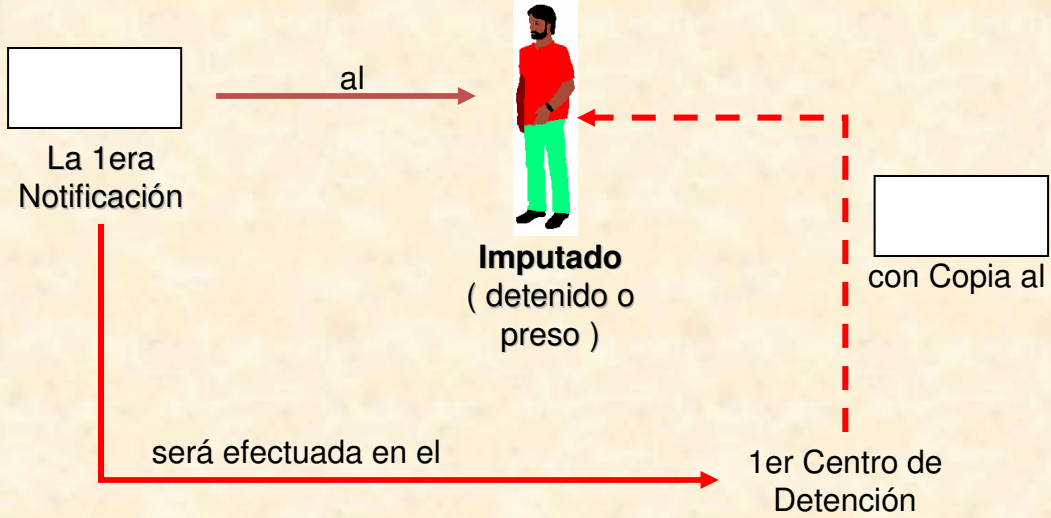 al
La 1era
Notificación
Imputado
( detenido o
preso )
con Copia al
será efectuada en el
1er Centro de
Detención